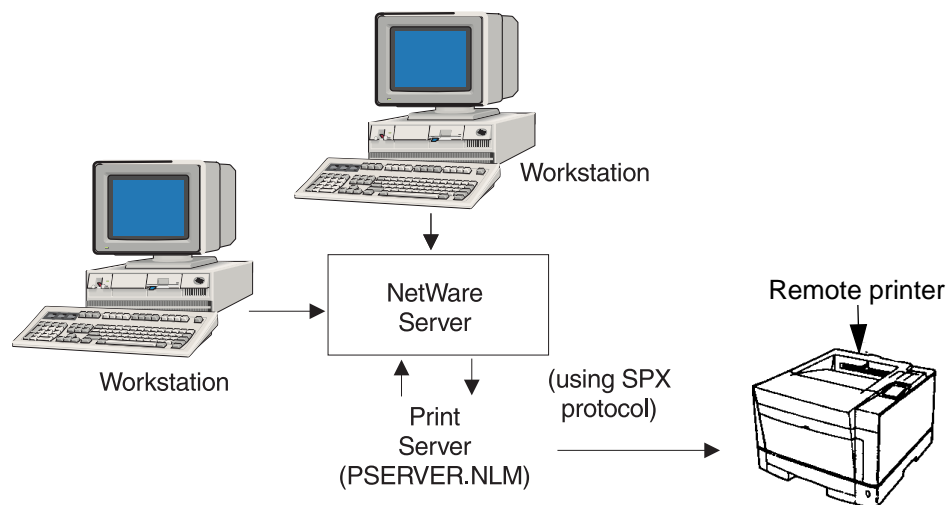 Workstation
NetWare
Server
Remote printer
Workstation
(using SPX
protocol)
Print
Server
(PSERVER.NLM)